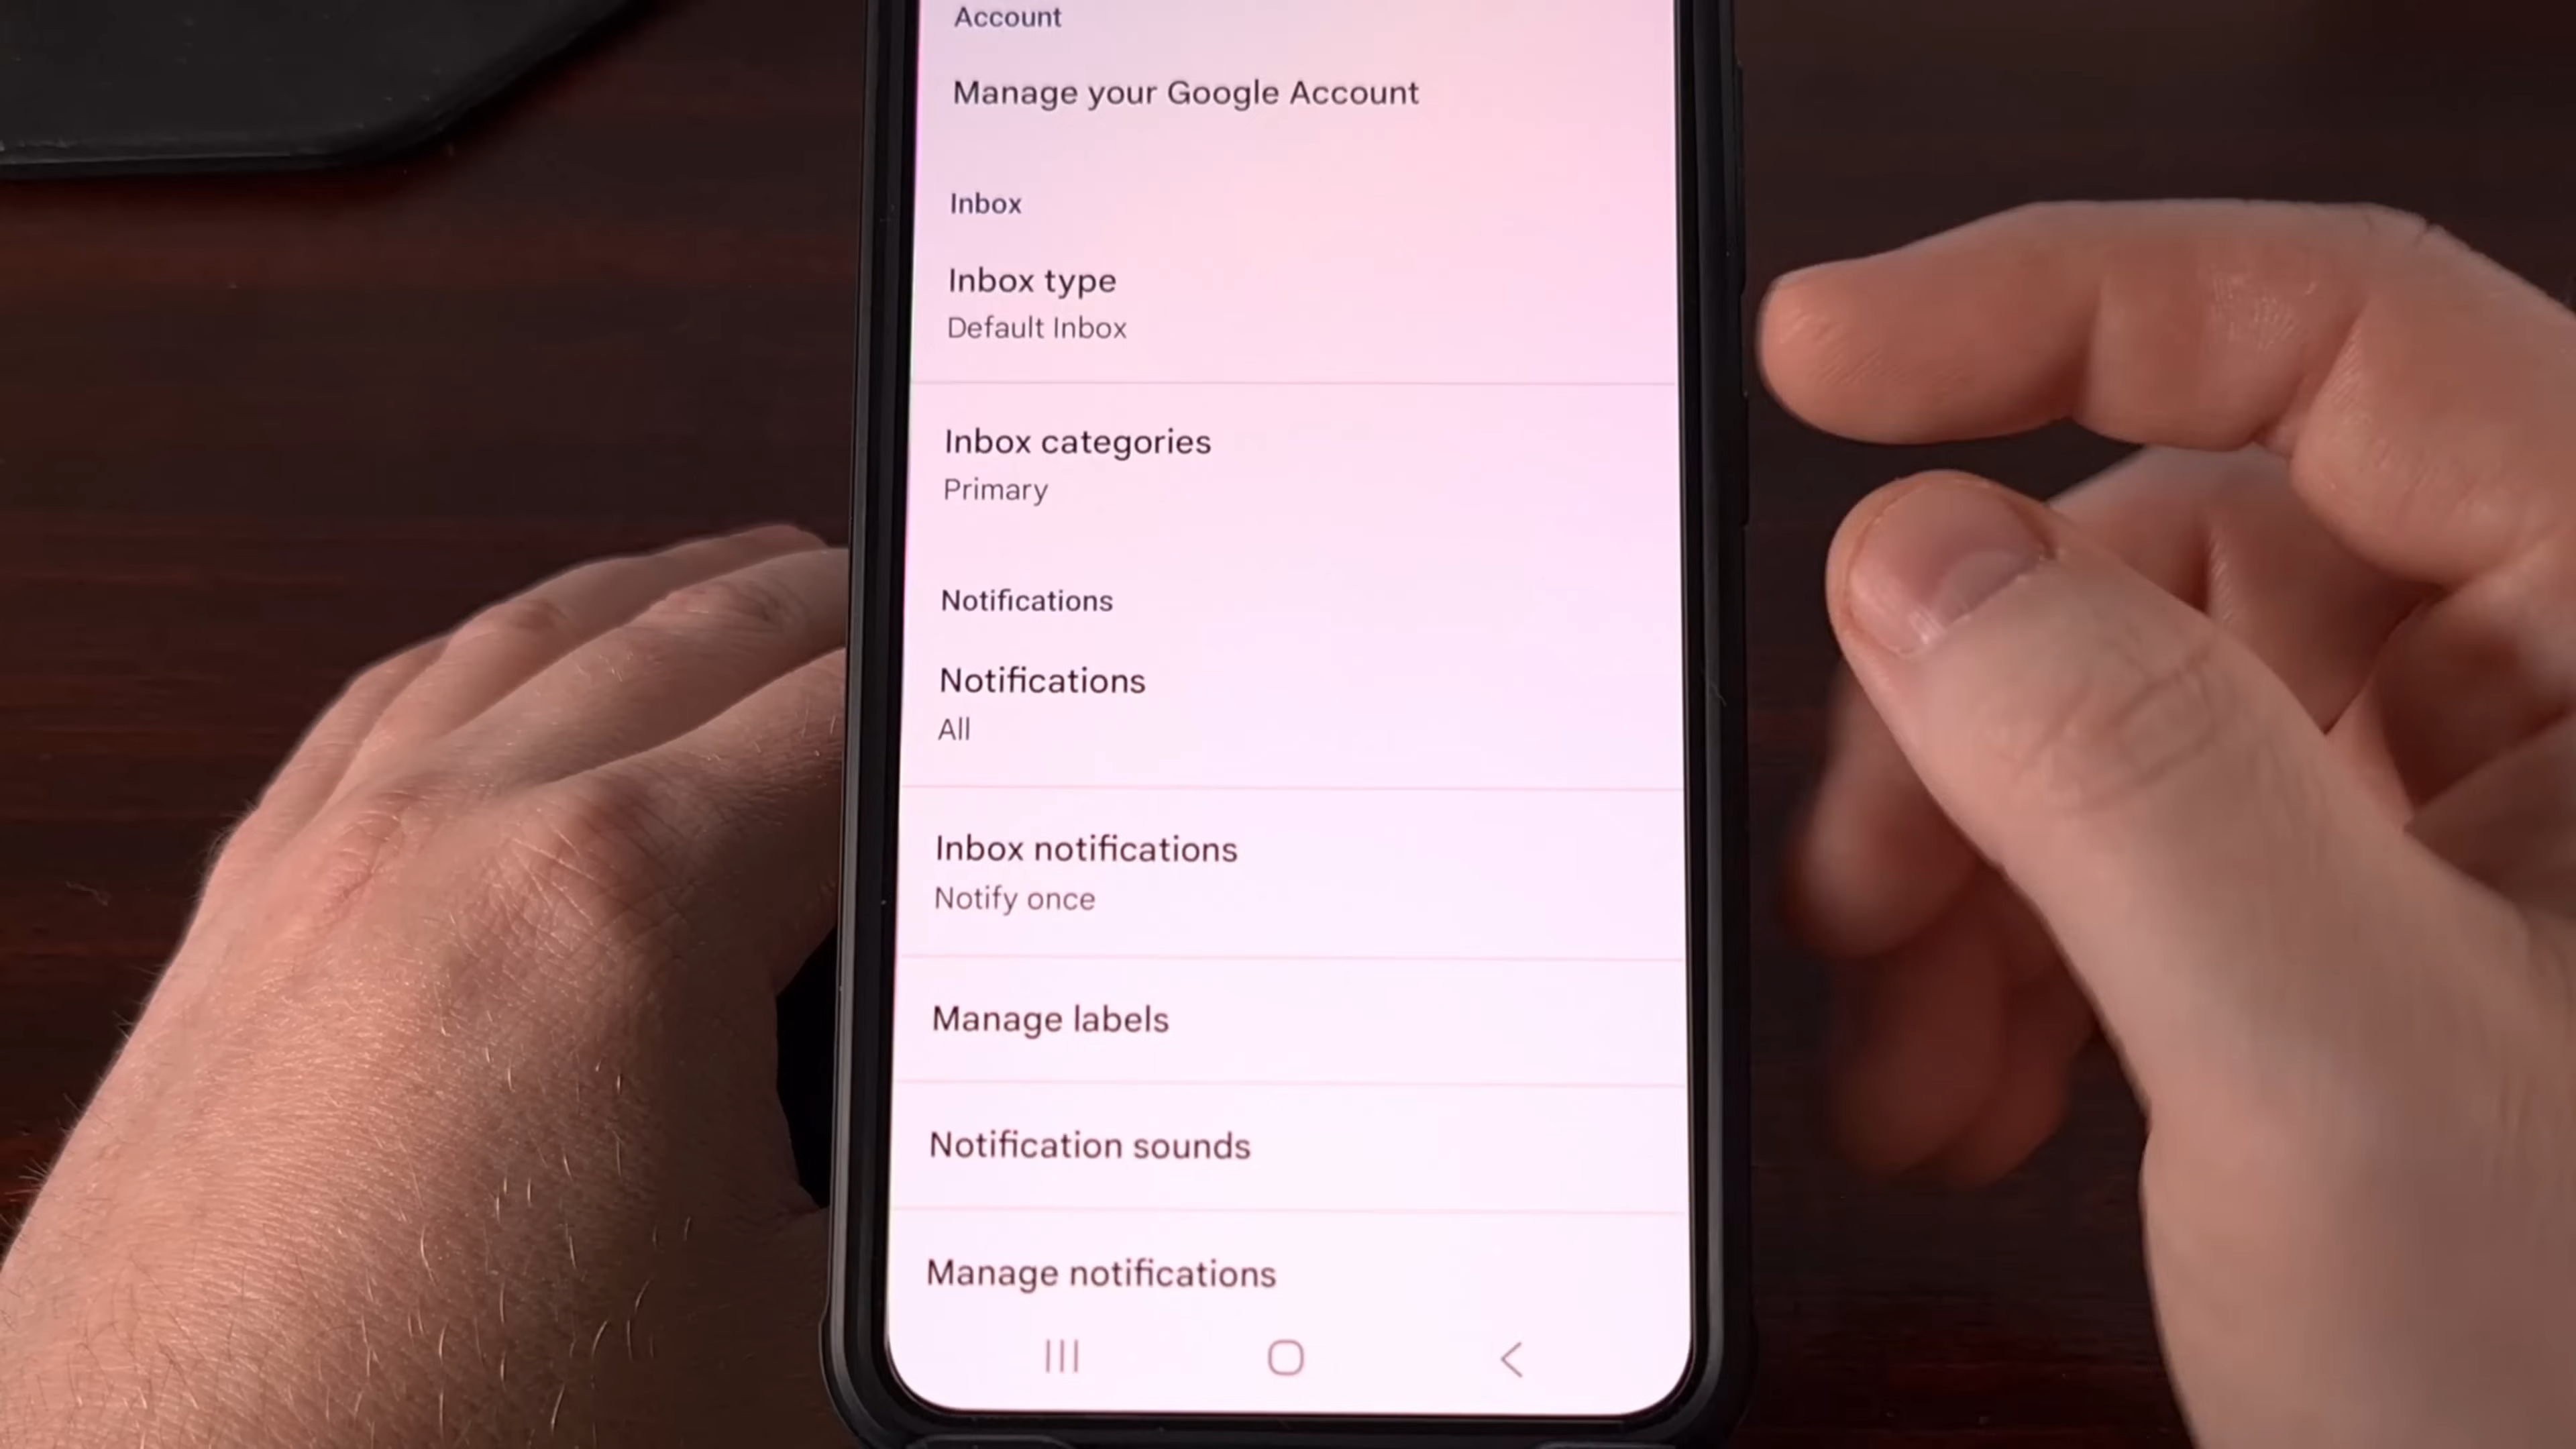 Account
Manage your Google Account
Inbox
Inbox type
Default Inbox
Inbox categories
Primary
Notifications
Notifications
All
Inbox notifications
Notify once
Manage labels
Notification sounds
Manage notifications